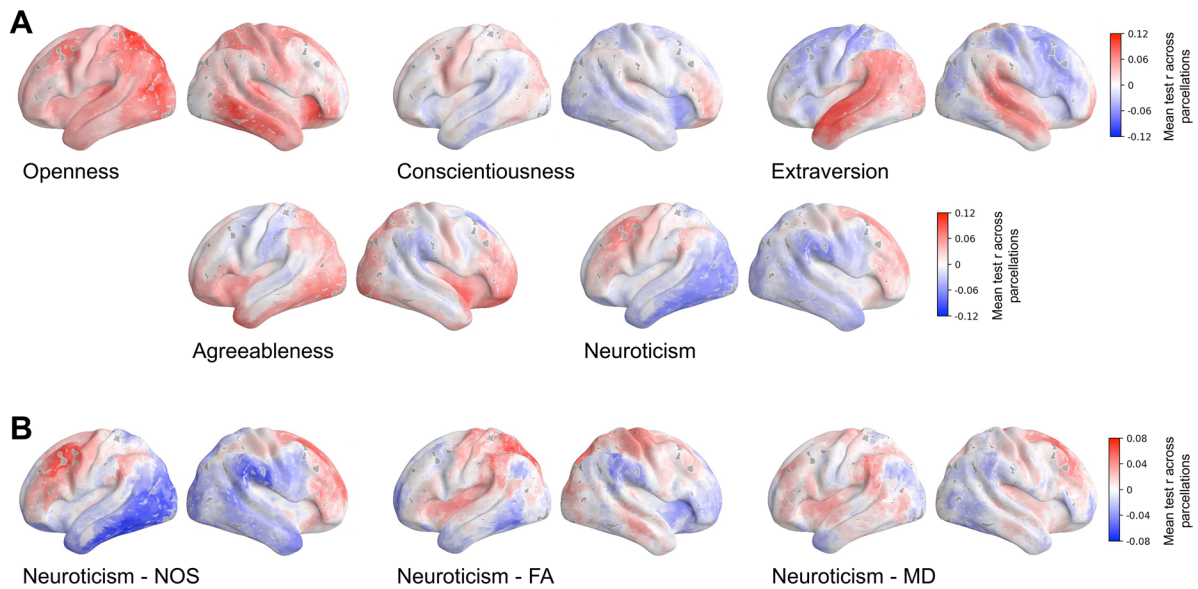 A
Openness
Conscientiousness
Extraversion
0.12
0.06
0
-0.06
-0.12
Mean test r across
parcellations
Agreeableness
Neuroticism
0.12
0.06
0
-0.06
-0.12
Mean test r across
parcellations
B
Neuroticism - NOS
Neuroticism - FA
Neuroticism - MD
0.08
0.04
0
-0.04
-0.08
Mean test r across
parcellations